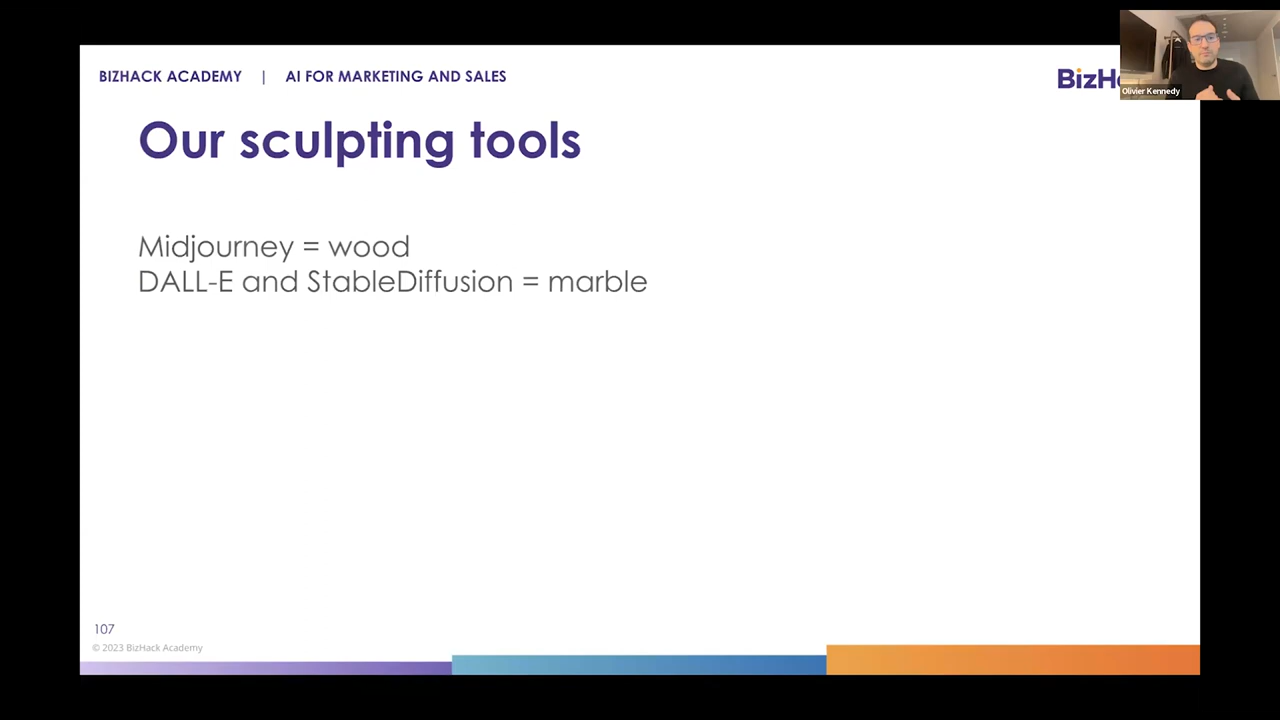 BIZHACK ACADEMY | AI FOR MARKETING AND SALES
Olivier Kennedy
Our sculpting tools
Midjourney = wood
DALL-E and StableDiffusion = marble
107
© 2023 BizHack Academy